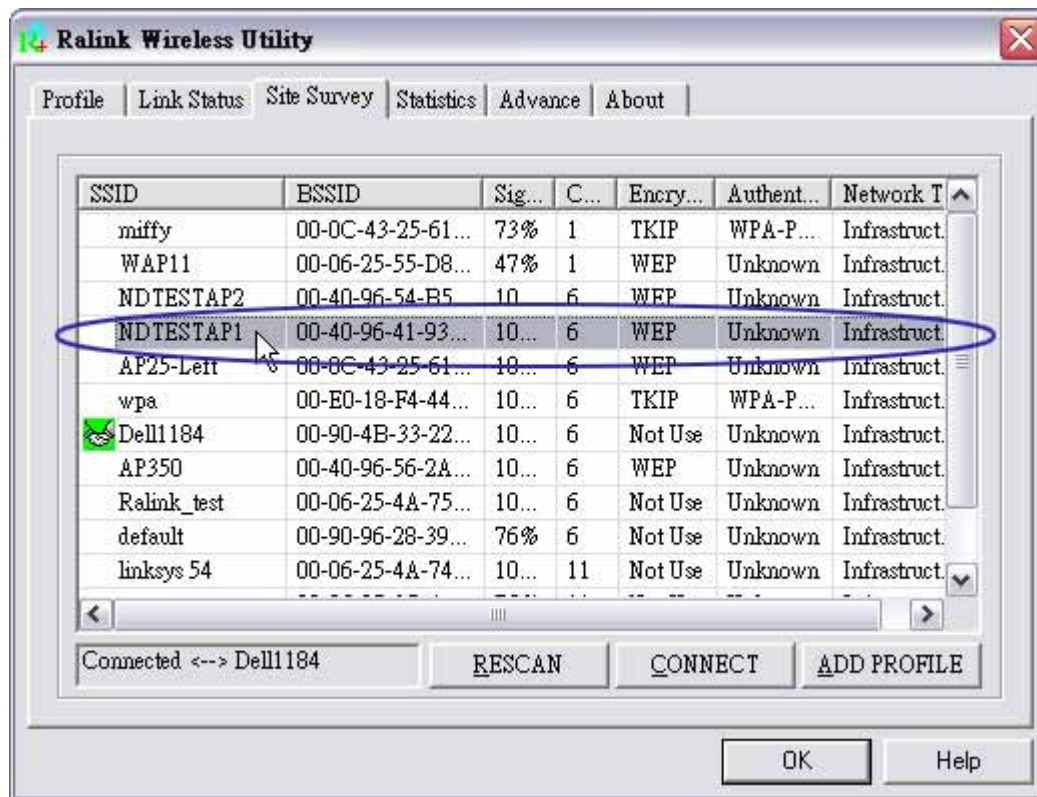 Ralink Wireless Utility
Profile Link Status Site Survey Statistics Advance About
SSID BSSID Sig... C... Encry... Authent... Network T
miffy 00-0C-43-25-61... 73% 1 TKIP WPA-P... Infrastruct.
WAP11 00-06-25-55-D8... 47% 1 WEP Unknown Infrastruct.
NDTESTAP2 00-40-96-54-B5... 10... 6 WEP Unknown Infrastruct.
NDTESTAP1 00-40-96-41-93... 10... 6 WEP Unknown Infrastruct.
AP25-Left 00-0C-43-25-61... 10... 6 WEP Unknown Infrastruct.
wpa 00-E0-18-F4-44... 10... 6 TKIP WPA-P... Infrastruct.
Dell1184 00-90-4B-33-22... 10... 6 Not Use Unknown Infrastruct.
AP350 00-40-96-56-2A... 10... 6 WEP Unknown Infrastruct.
Ralink_test 00-06-25-4A-75... 10... 6 Not Use Unknown Infrastruct.
default 00-90-96-28-39... 76% 6 Not Use Unknown Infrastruct.
linksys 54 00-06-25-4A-74... 10... 11 Not Use Unknown Infrastruct.
Connected <--> Dell1184 RESCAN CONNECT ADD PROFILE
OK Help